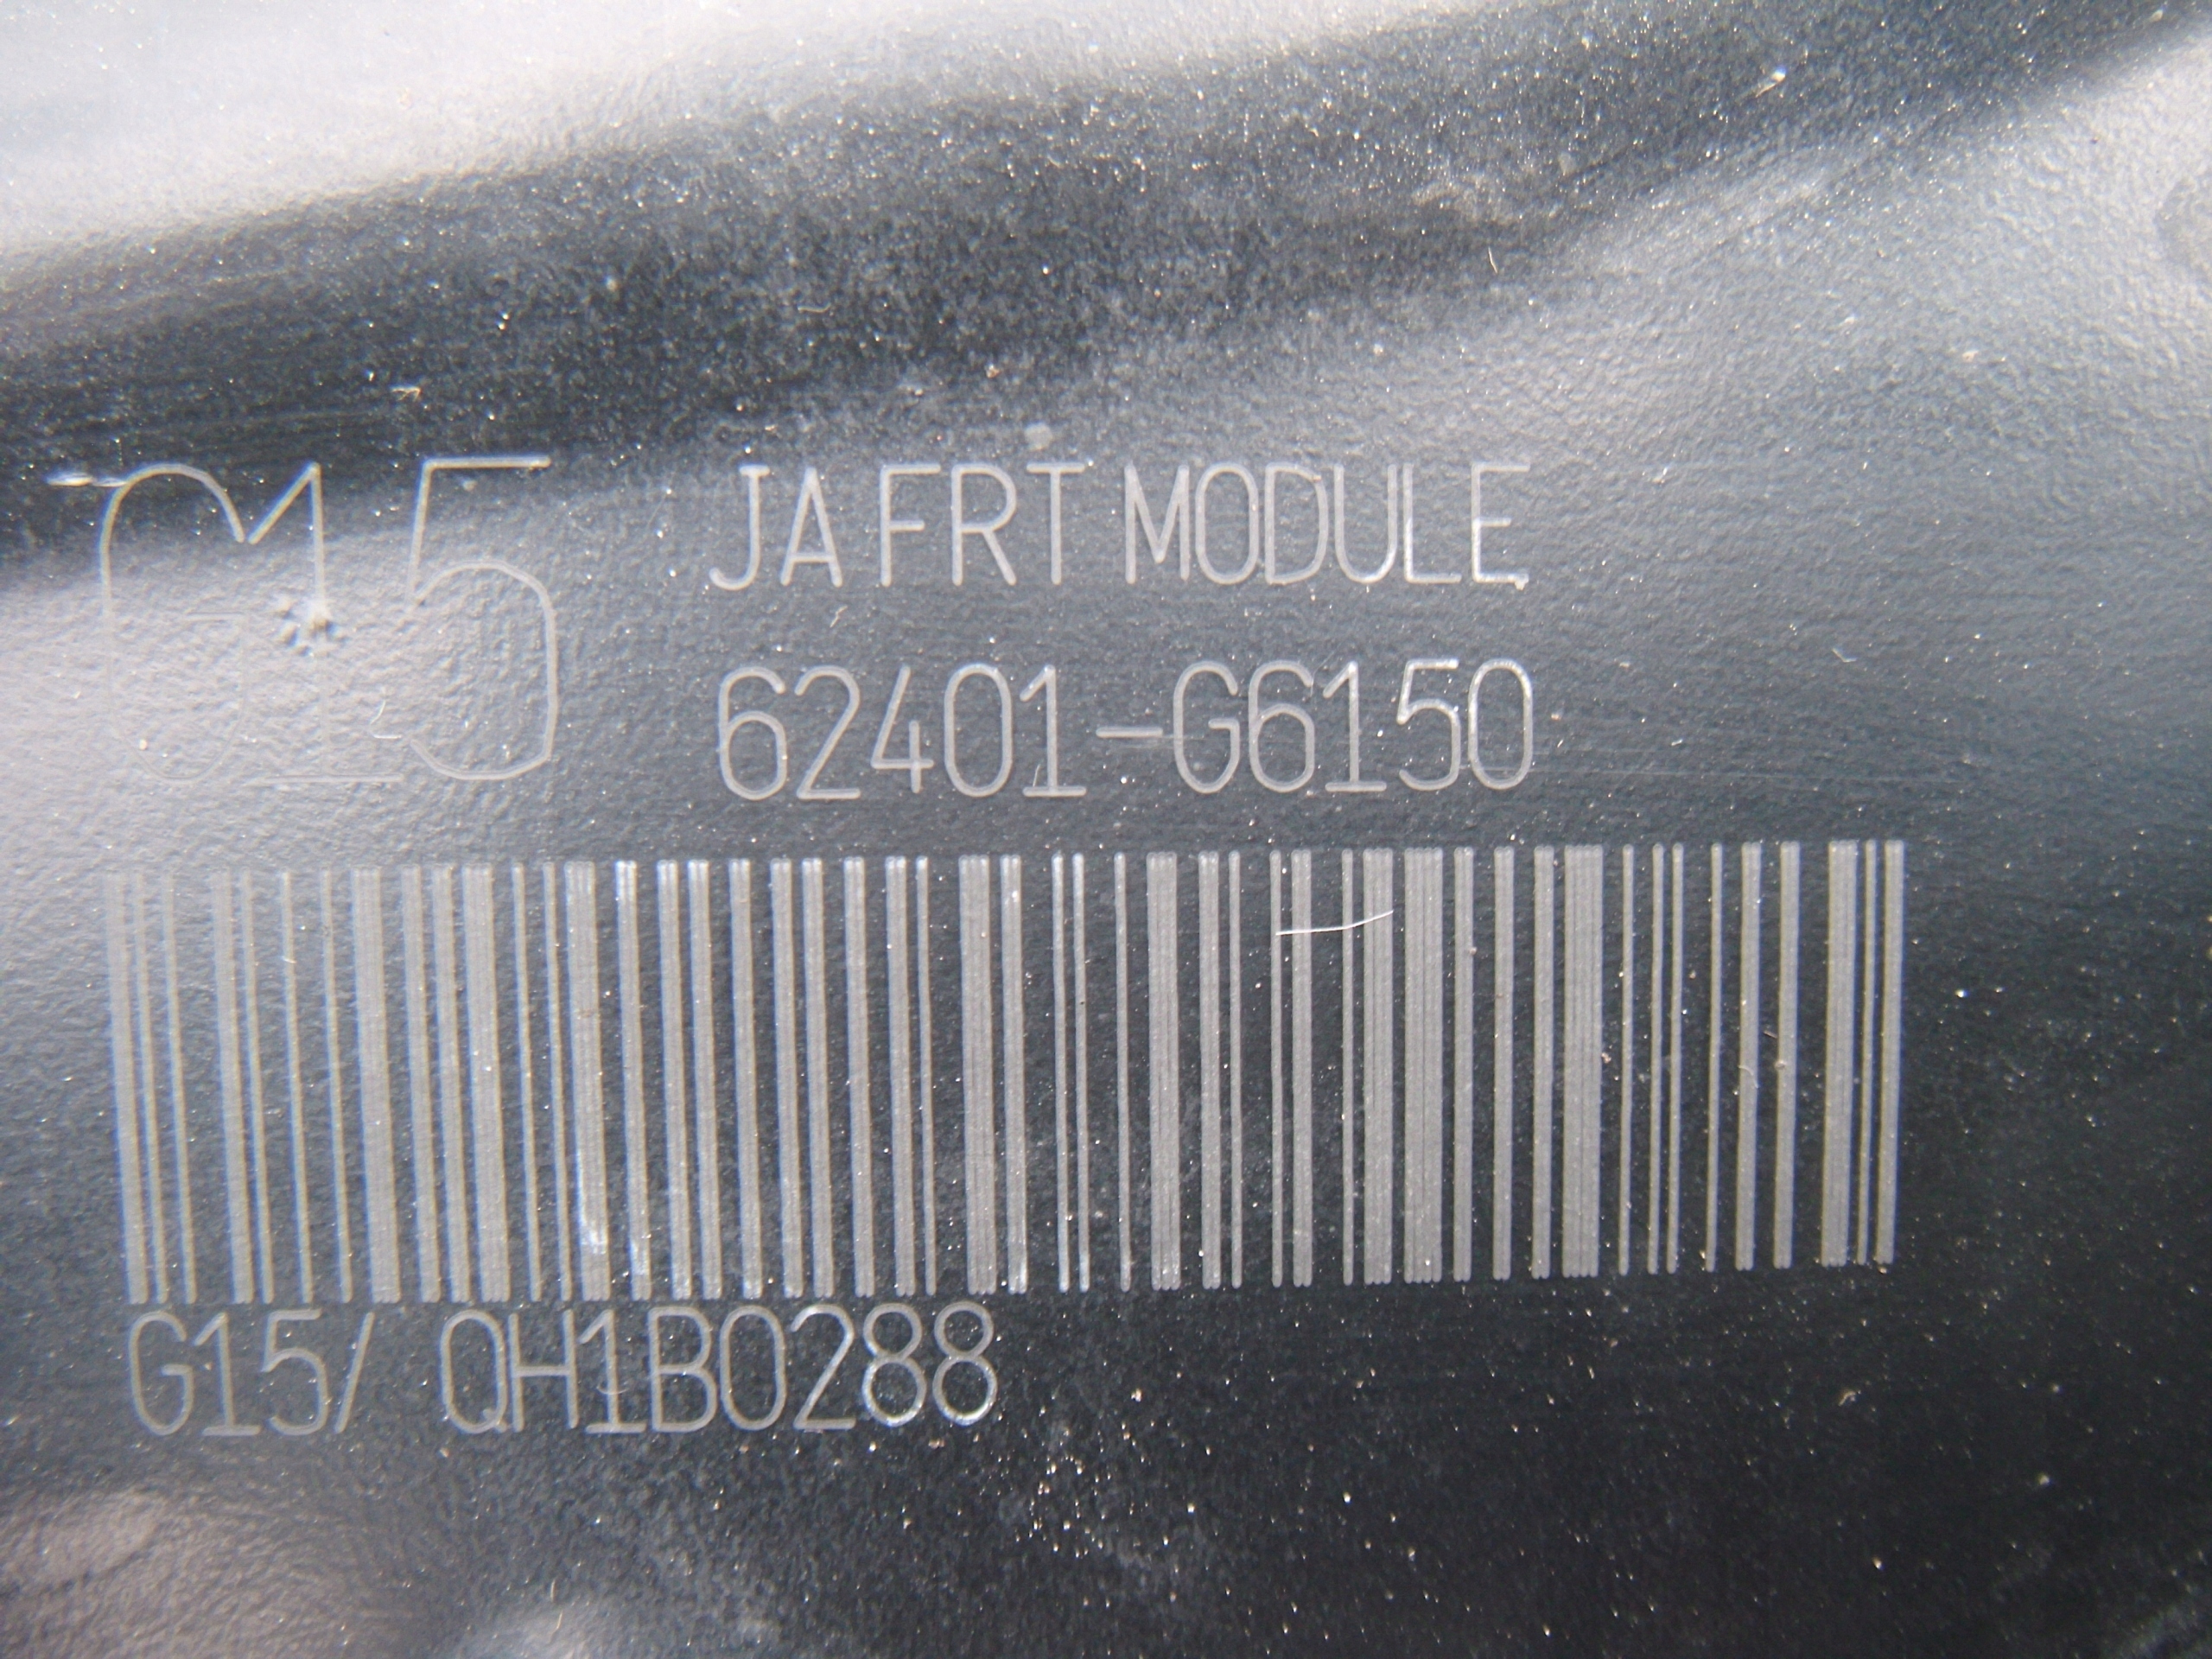 G15
JA FRT MODULE
62401-G6150
G15/ QH1B0288